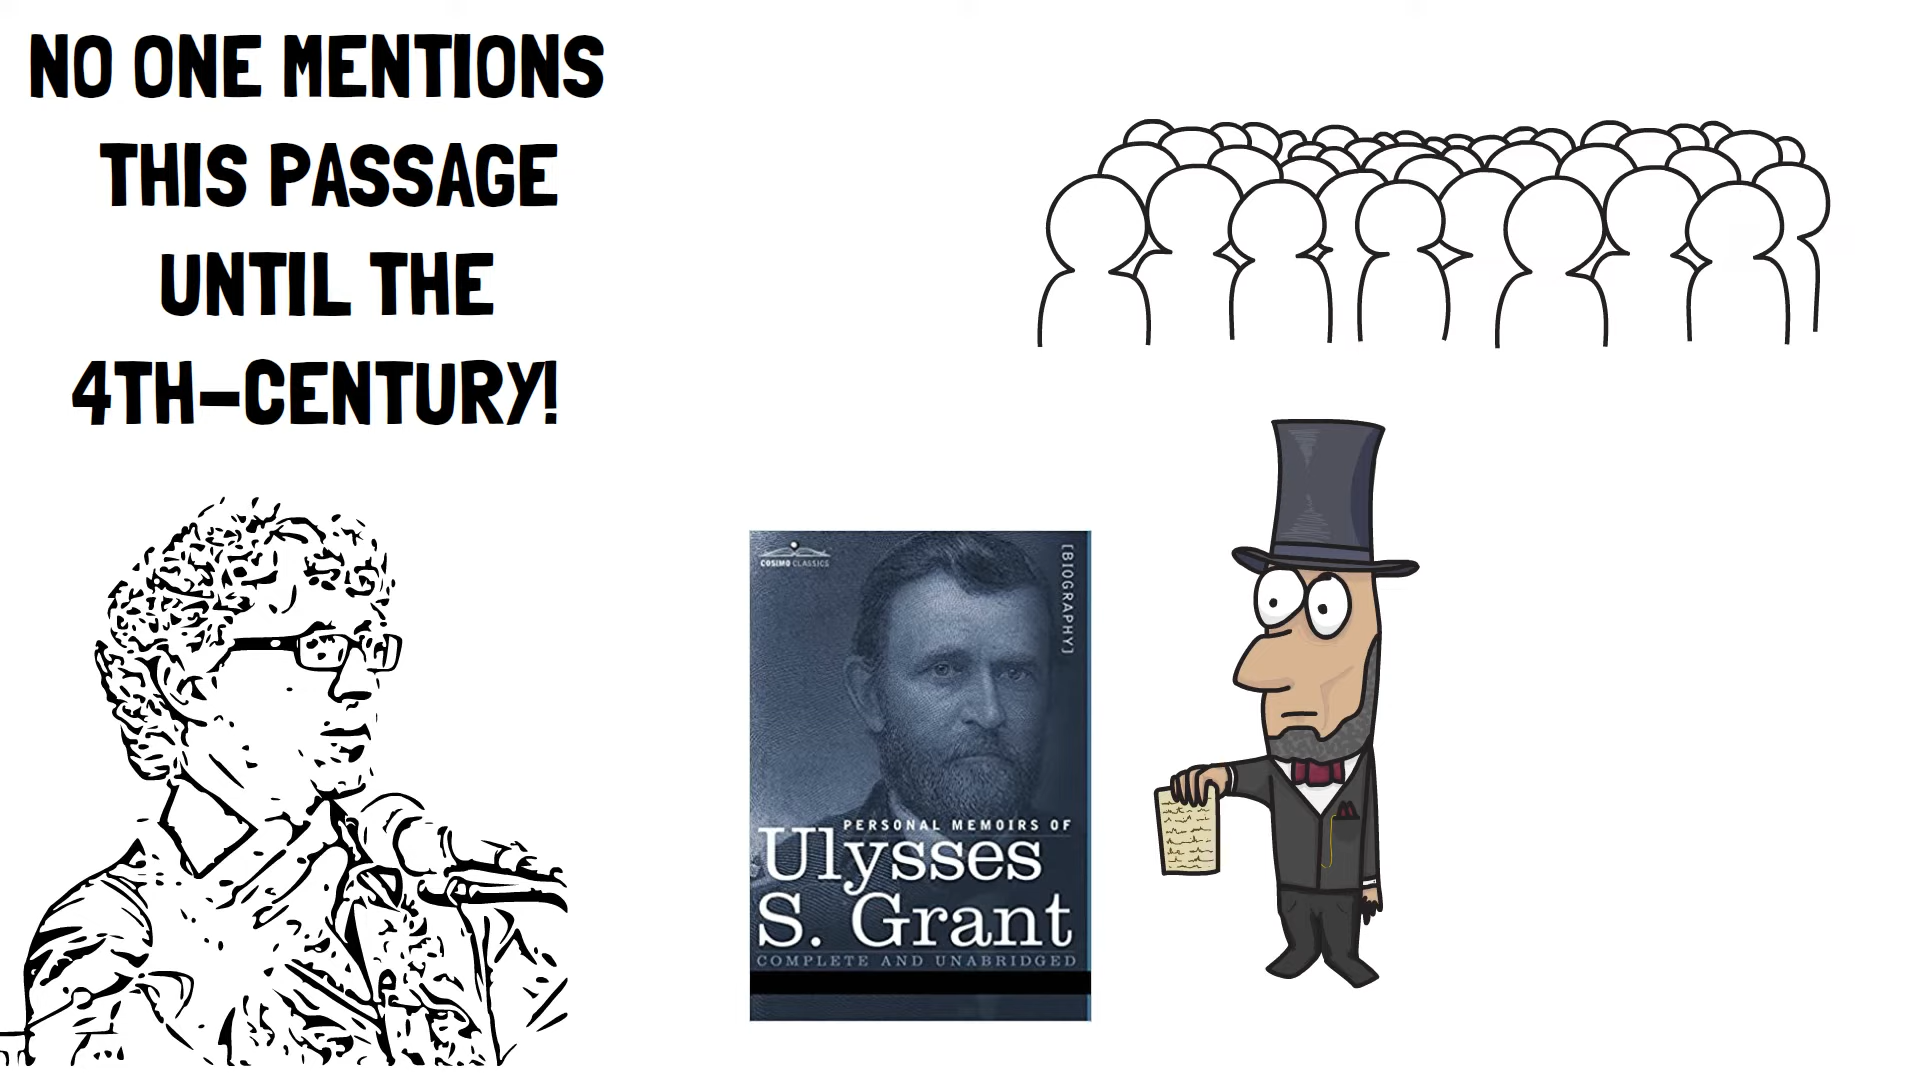 NO ONE MENTIONS
THIS PASSAGE
UNTIL THE
4TH-CENTURY!
COSIMO CLASSICS
[BIOGRAPHY]
PERSONAL MEMOIRS OF
Ulysses
S. Grant
COMPLETE AND UNABRIDGED